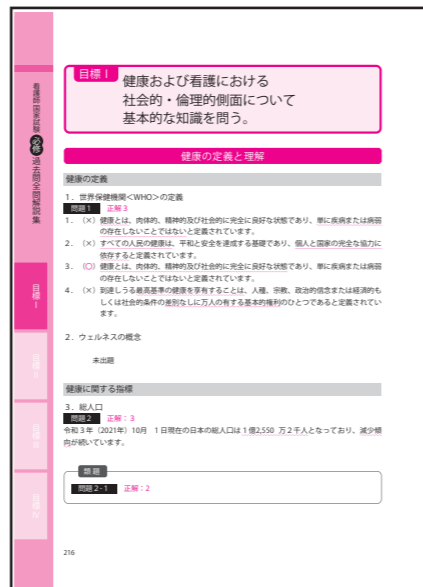 目標Ⅰ
健康および看護における
社会的・倫理的側面について
基本的な知識を問う。
看護師国家試験 必修 過去問全問解説集
目標Ⅰ
目標Ⅱ
目標Ⅲ
目標Ⅳ
健康の定義と理解
健康の定義
1．世界保健機関<WHO>の定義
問題1 正解3
1．（×）健康とは、肉体的、精神的及び社会的に完全に良好な状態であり、単に疾病または病弱
の存在しないことではないと定義されています。
2．（×）すべての人民の健康は、平和と安全を達成する基礎であり、個人と国家の完全な協力に
依存すると定義されています。
3．（○）健康とは、肉体的、精神的及び社会的に完全に良好な状態であり、単に疾病または病弱
の存在しないことではないと定義されています。
4．（×）到達しうる最高基準の健康を享有することは、人種、宗教、政治的信念または経済的も
しくは社会的条件の差別なしに万人の有する基本的権利のひとつであると定義されてい
ます。
2．ウェルネスの概念
未出題
健康に関する指標
3．総人口
問題2 正解：3
令和3年（2021年）10月 1日現在の日本の総人口は1億2,550 万2千人となっており、減少傾
向が続いています。
類題
問題2-1 正解：2
216